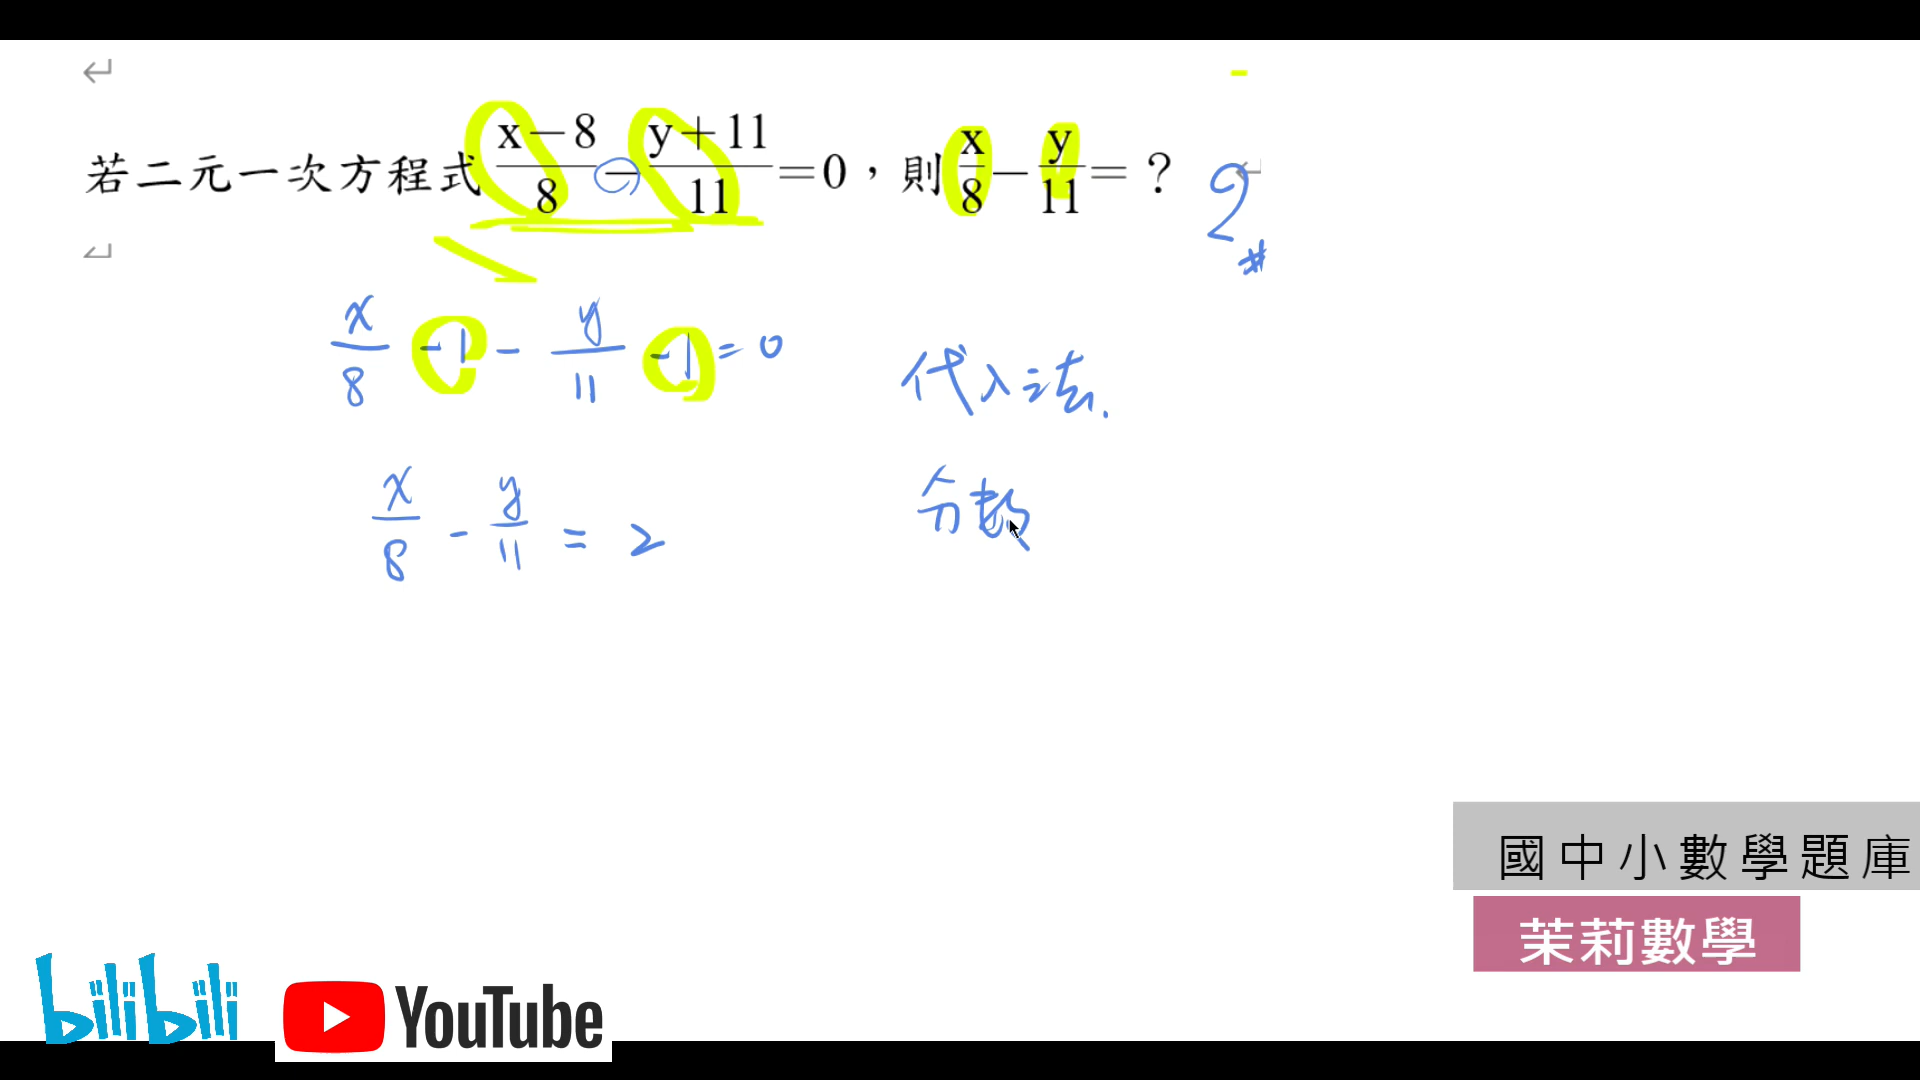 若二元一次方程式 x－8/8 － y＋11/11 ＝0，則 x/8 － y/11 ＝？ 2#
x/8 -1 - y/11 -1 = 0
代入法.
x/8 - y/11 = 2
分數
國中小數學題庫
茉莉數學
bilibili YouTube